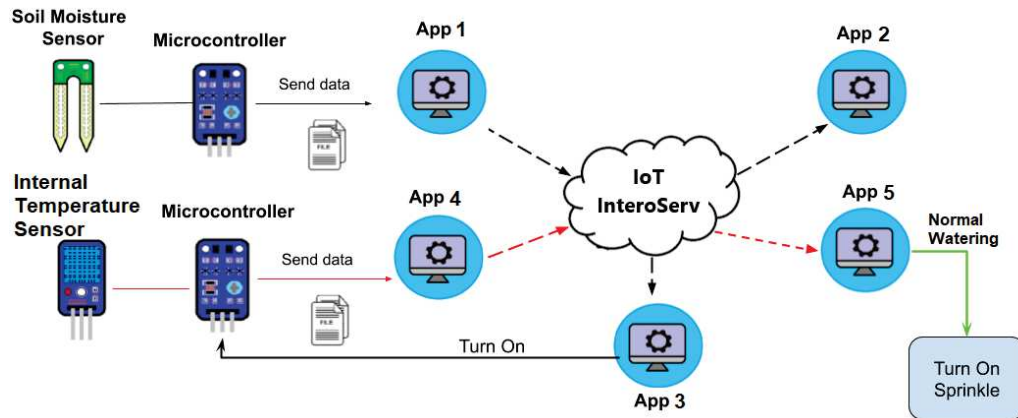 Soil Moisture
Sensor
Microcontroller
Send data
FILE
App 1
App 2
IoT
InteroServ
Internal
Temperature
Sensor
Microcontroller
Send data
FILE
App 4
App 5
Normal
Watering
Turn On
App 3
Turn On
Sprinkle